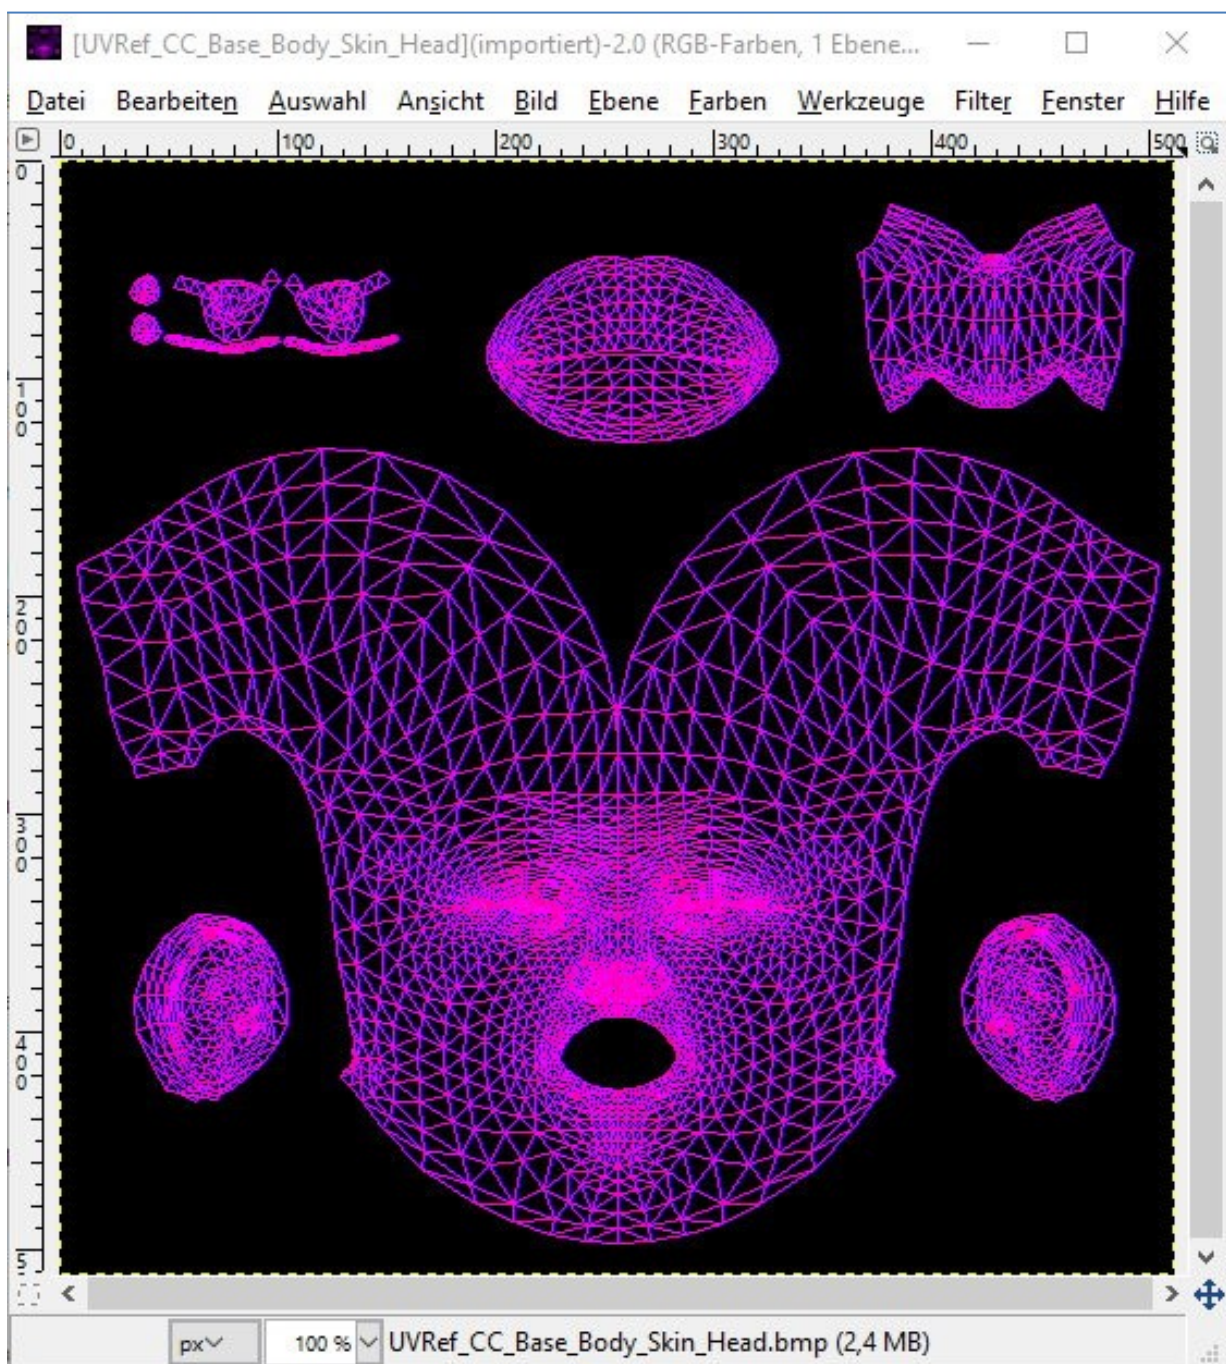 [UVRef_CC_Base_Body_Skin_Head](importiert)-2.0 (RGB-Farben, 1 Ebene...
Datei Bearbeiten Auswahl Ansicht Bild Ebene Farben Werkzeuge Filter Fenster Hilfe
0 100 200 300 400 500
0
100
200
300
400
5
px 100 % UVRef_CC_Base_Body_Skin_Head.bmp (2,4 MB)